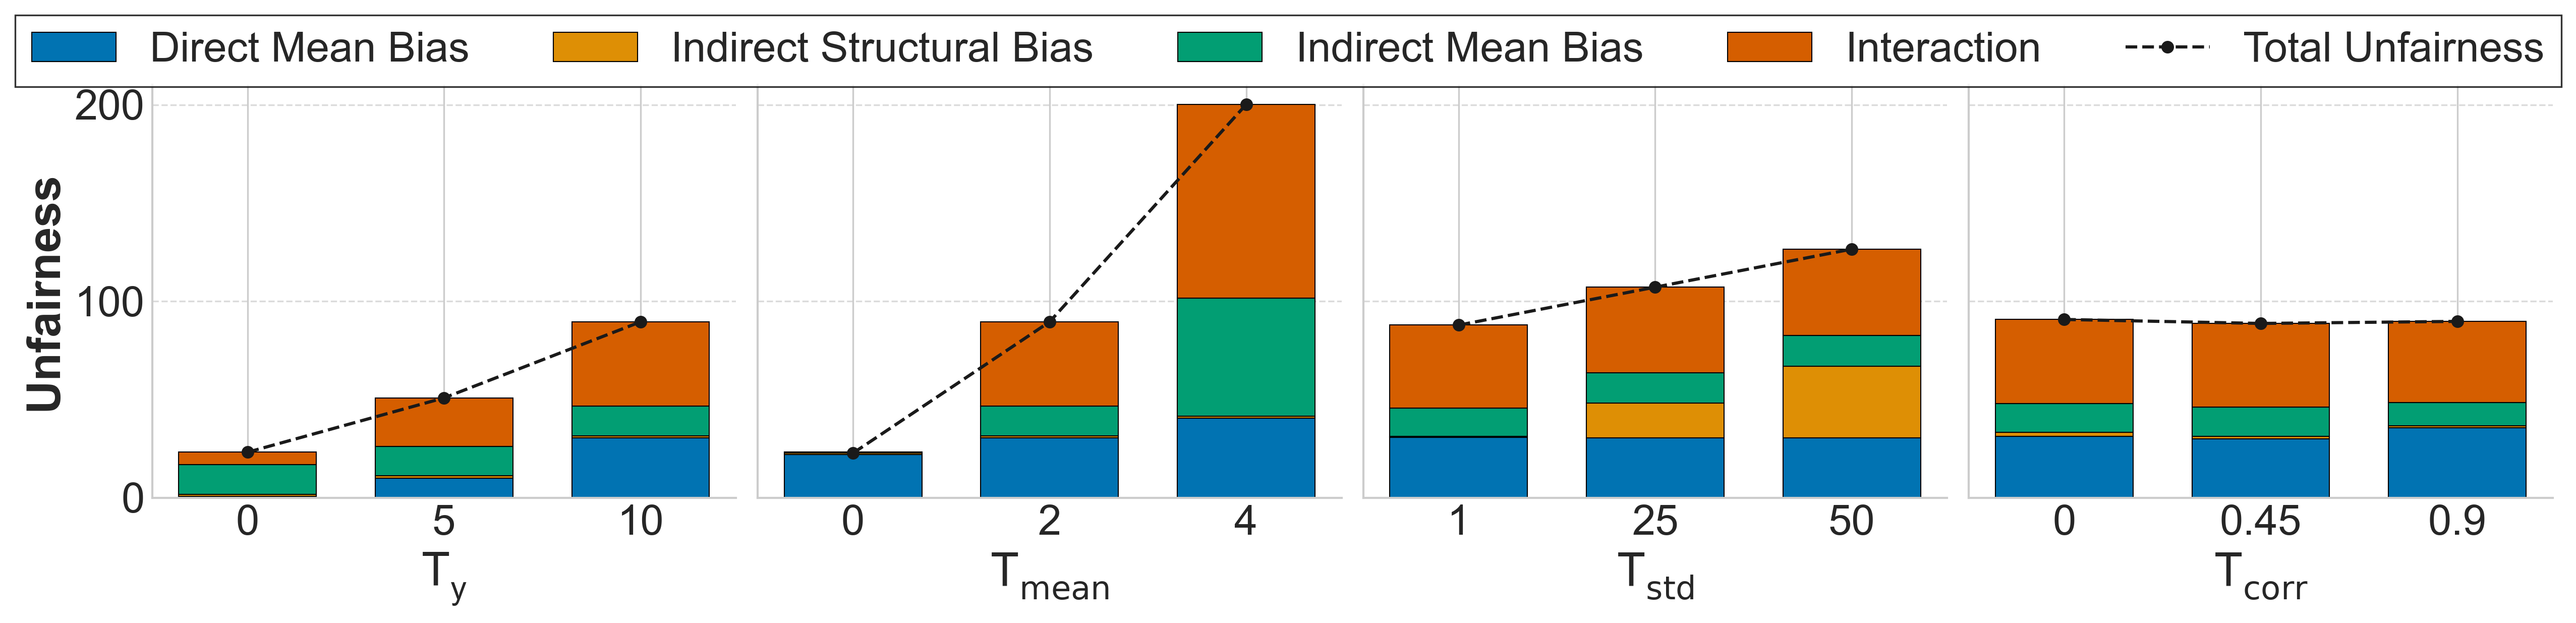 Direct Mean Bias Indirect Structural Bias Indirect Mean Bias Interaction Total Unfairness
Unfairness
200
100
0
0 5 10 0 2 4 1 25 50 0 0.45 0.9
T_y T_mean T_std T_corr